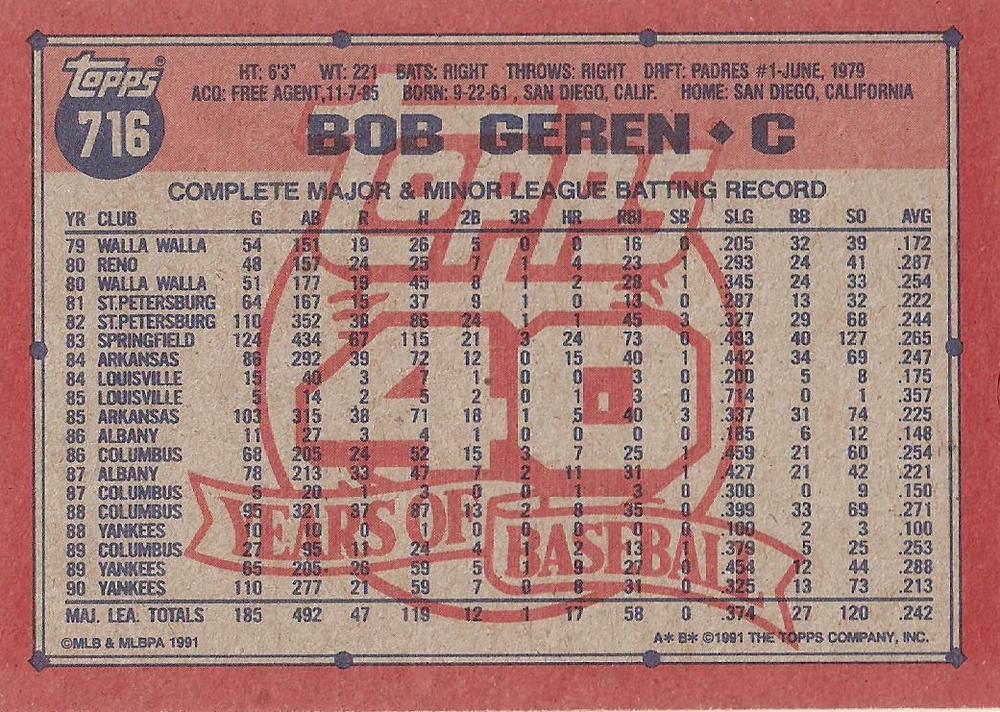 topps®
716
HT: 6'3" WT: 221 BATS: RIGHT THROWS: RIGHT DRFT: PADRES #1-JUNE, 1979
ACQ: FREE AGENT,11-7-85 BORN: 9-22-61, SAN DIEGO, CALIF. HOME: SAN DIEGO, CALIFORNIA
BOB GEREN ◆ C
COMPLETE MAJOR & MINOR LEAGUE BATTING RECORD
YR CLUB G AB R H 2B 3B HR RBI SB SLG BB SO AVG
79 WALLA WALLA 54 151 19 26 5 0 0 16 0 .205 32 39 .172
80 RENO 48 157 24 25 7 1 4 23 1 .293 24 41 .287
80 WALLA WALLA 51 177 19 45 8 1 2 28 1 .345 24 33 .254
81 ST.PETERSBURG 64 167 15 37 9 1 0 13 0 .287 13 32 .222
82 ST.PETERSBURG 110 352 38 86 24 1 1 45 3 .327 29 68 .244
83 SPRINGFIELD 124 434 67 115 21 3 24 73 0 .493 40 127 .265
84 ARKANSAS 86 292 39 72 12 0 15 40 1 .442 34 69 .247
84 LOUISVILLE 15 40 3 7 1 0 0 3 0 .200 5 8 .175
85 LOUISVILLE 5 14 2 5 2 0 1 3 0 .714 0 1 .357
85 ARKANSAS 103 315 38 71 18 1 5 40 3 .337 31 74 .225
86 ALBANY 11 27 3 4 1 0 0 0 0 .185 6 12 .148
86 COLUMBUS 68 205 24 52 15 3 7 25 1 .459 21 60 .254
87 ALBANY 78 213 33 47 7 2 11 31 1 .427 21 42 .221
87 COLUMBUS 5 20 1 3 0 0 1 3 0 .300 0 9 .150
88 COLUMBUS 95 321 37 87 13 2 8 35 0 .399 33 69 .271
88 YANKEES 10 10 0 1 0 0 0 0 0 .100 2 3 .100
89 COLUMBUS 27 95 11 24 4 1 2 13 1 .379 5 25 .253
89 YANKEES 65 205 26 59 5 1 9 27 0 .454 12 44 .288
90 YANKEES 110 277 21 59 7 0 8 31 0 .325 13 73 .213
MAJ. LEA. TOTALS 185 492 47 119 12 1 17 58 0 .374 27 120 .242
topps
40
YEARS OF BASEBALL
©MLB & MLBPA 1991 A* B* ©1991 THE TOPPS COMPANY, INC.